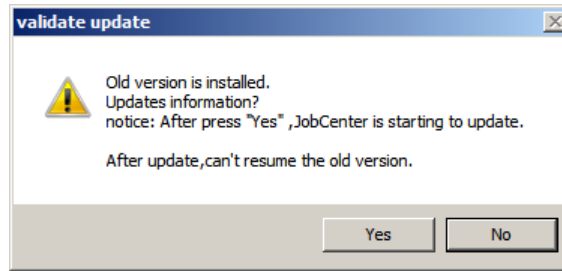 validate update
Old version is installed.
Updates information?
notice: After press "Yes" ,JobCenter is starting to update.
After update,can't resume the old version.
Yes
No